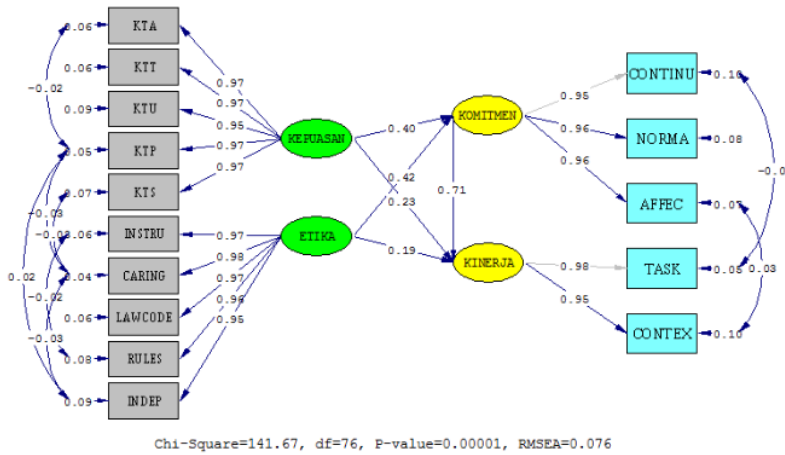 0.06 KTA
0.06 KTT
0.09 KTU
0.05 KTP
0.07 KTS
0.06 INSTRU
0.04 CARING
0.06 LAWCODE
0.08 RULES
0.09 INDEP
-0.02
-0.03
0.02
-0.02
-0.03
0.97
0.97
0.95
0.97
0.97
0.97
0.98
0.97
0.96
0.95
KEPUASAN
ETIKA
0.40
0.42
0.23
0.19
0.71
KOMITMEN
KINERJA
0.95
0.96
0.96
0.98
0.95
CONTINU 0.10
NORMA 0.08
AFFEC 0.07
TASK 0.05
CONTEX 0.10
0.03
Chi-Square=141.67, df=76, P-value=0.00001, RMSEA=0.076